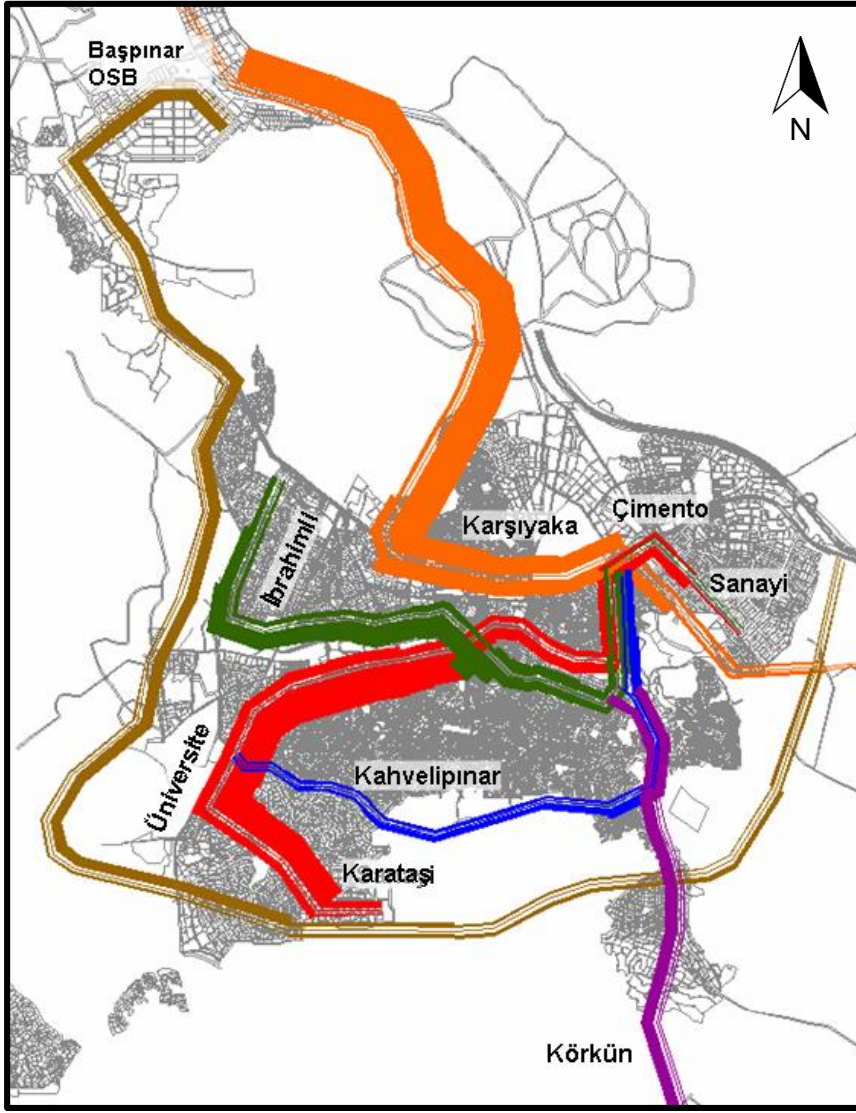 Başpınar
OSB
N
Karşıyaka
Çimento
Sanayi
İbrahimli
Üniversite
Kahvelipınar
Karataşi
Körkün